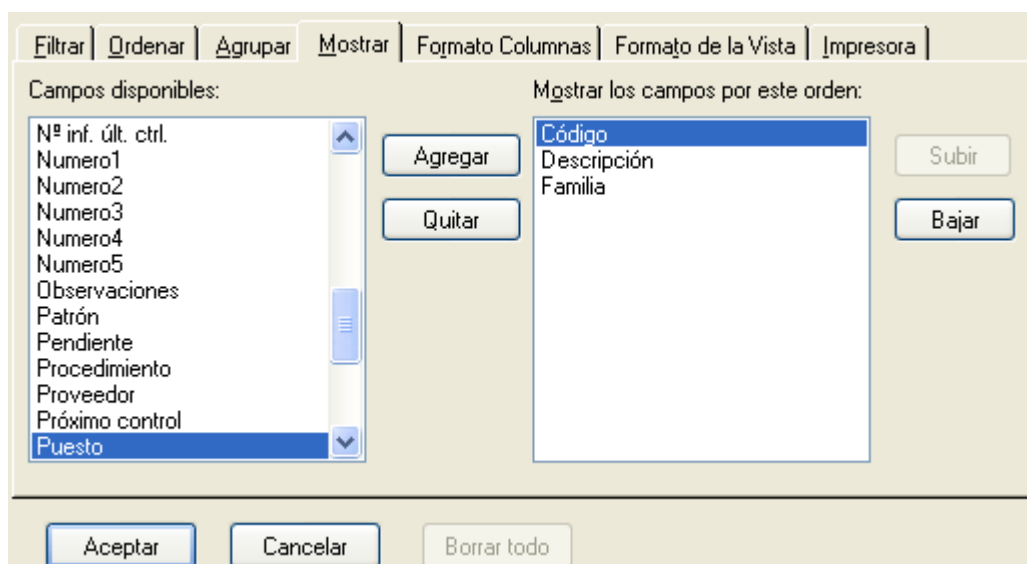 Filtrar Ordenar Agrupar Mostrar Formato Columnas Formato de la Vista Impresora
Campos disponibles:
Nº inf. últ. ctrl.
Numero1
Numero2
Numero3
Numero4
Numero5
Observaciones
Patrón
Pendiente
Procedimiento
Proveedor
Próximo control
Puesto
Agregar
Quitar
Mostrar los campos por este orden:
Código
Descripción
Familia
Subir
Bajar
Aceptar Cancelar Borrar todo